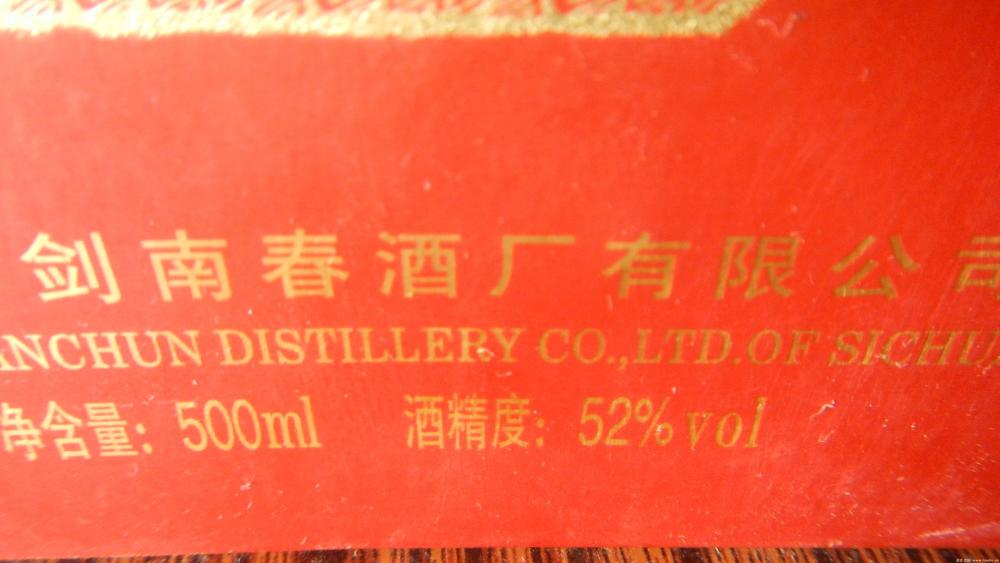 剑南春酒厂有限公司
ANCHUN DISTILLERY CO.,LTD.OF SICHU
净含量: 500ml 酒精度: 52%vol